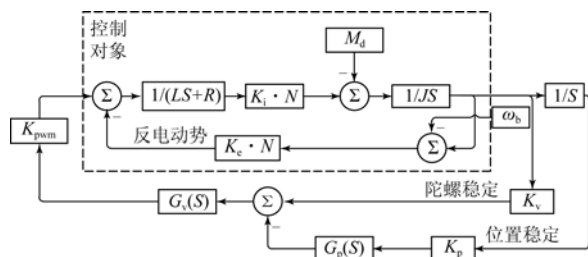 控制
对象
M_d
Σ
1/(LS+R)
K_i · N
Σ
1/JS
1/S
K_pwm
反电动势
K_e · N
Σ
ω_b
G_v(S)
Σ
陀螺稳定
K_v
位置稳定
G_p(S)
K_p